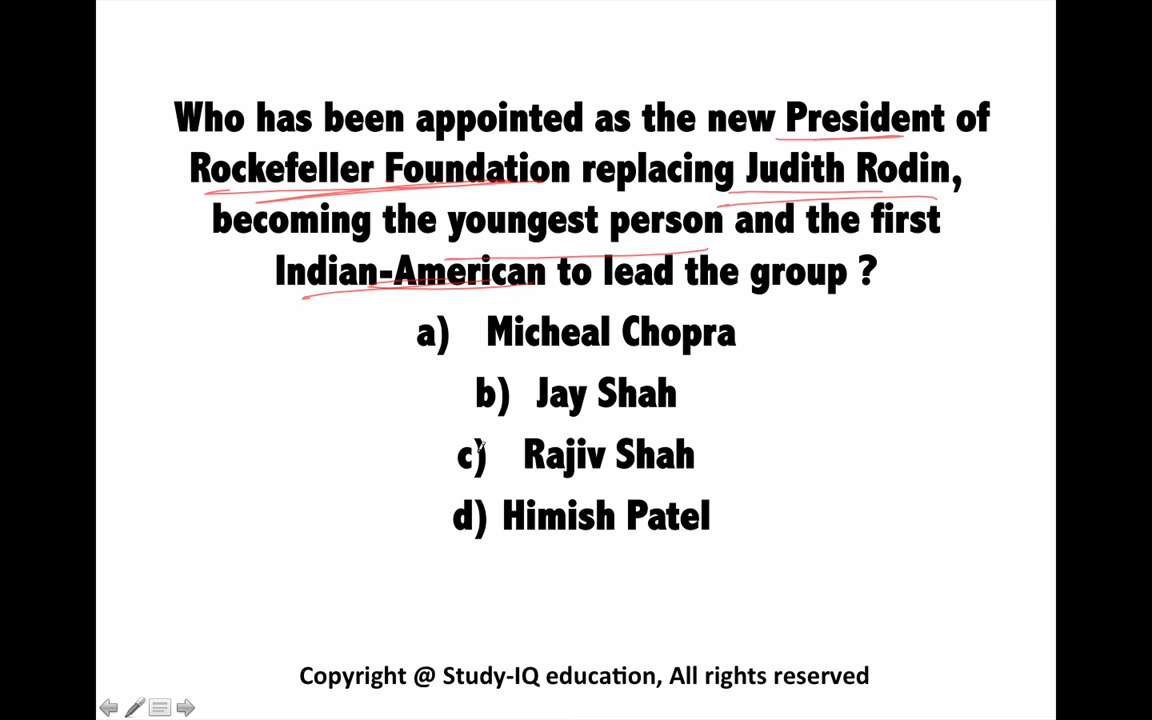 Who has been appointed as the new President of
Rockefeller Foundation replacing Judith Rodin,
becoming the youngest person and the first
Indian-American to lead the group ?
a) Micheal Chopra
b) Jay Shah
c) Rajiv Shah
d) Himish Patel
Copyright @ Study-IQ education, All rights reserved